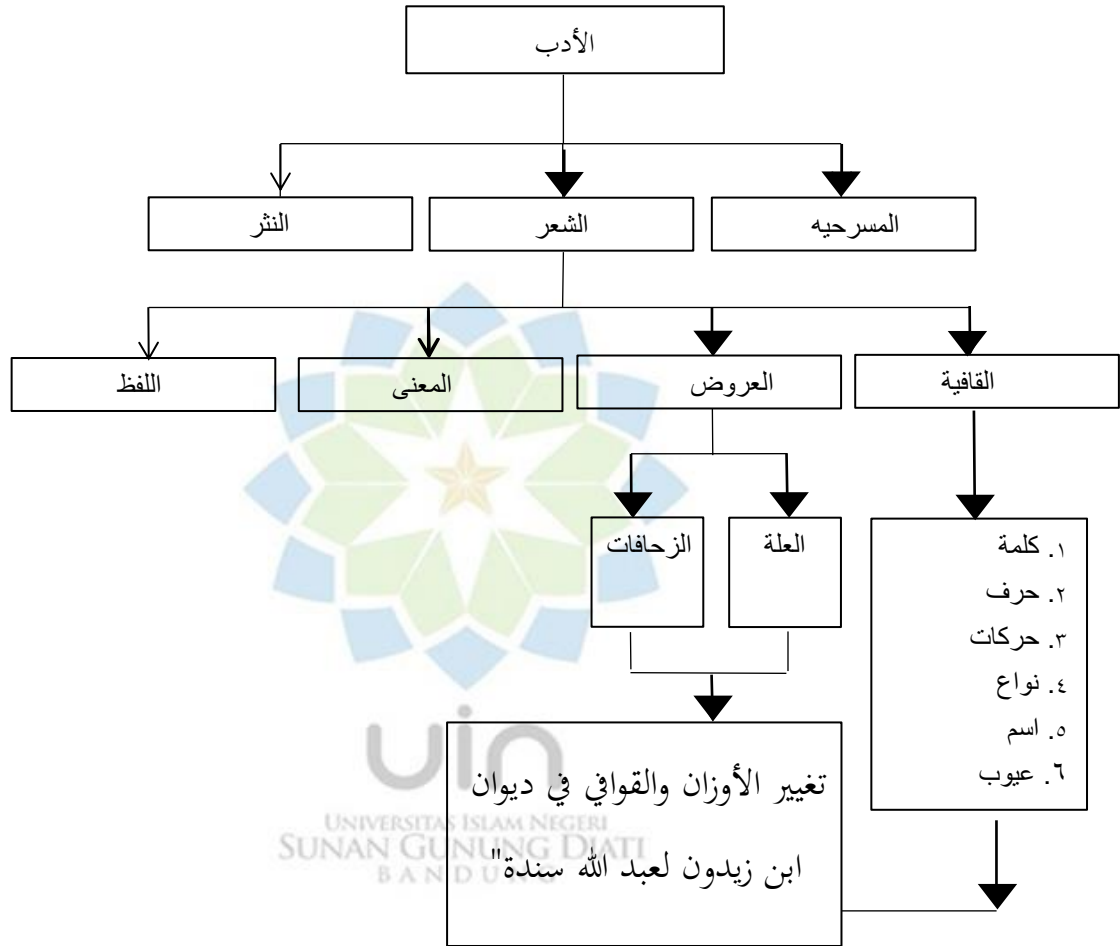 الأدب
المسرحيه
الشعر
النثر
القافية
العروض
المعنى
اللفظ
العلة
الزحافات
١. كلمة
٢. حرف
٣. حركات
٤. نواع
٥. اسم
٦. عيوب
تغيير الأوزان والقوافي في ديوان
ابن زيدون لعبد الله سندة"
uin
UNIVERSITAS ISLAM NEGERI
SUNAN GUNUNG DJATI
BANDUNG